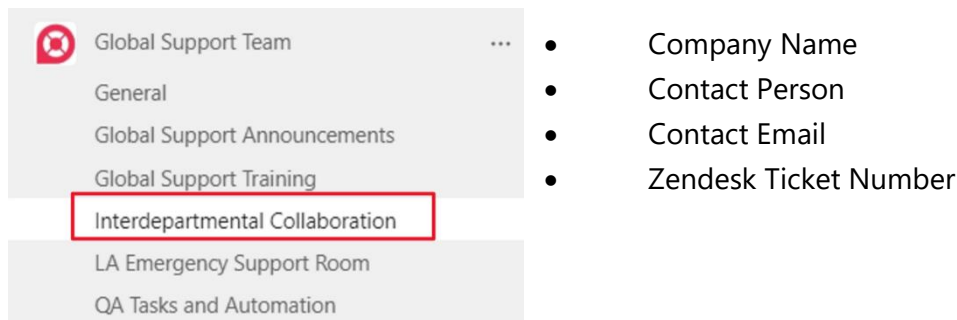 Global Support Team ...
General
Global Support Announcements
Global Support Training
Interdepartmental Collaboration
LA Emergency Support Room
QA Tasks and Automation
• Company Name
• Contact Person
• Contact Email
• Zendesk Ticket Number